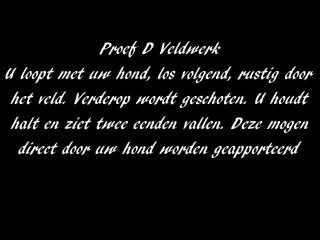 Proef D Veldwerk
U loopt met uw hond, los volgend, rustig door
het veld. Verderop wordt geschoten. U houdt
halt en ziet twee eenden vallen. Deze mogen
direct door uw hond worden geapporteerd